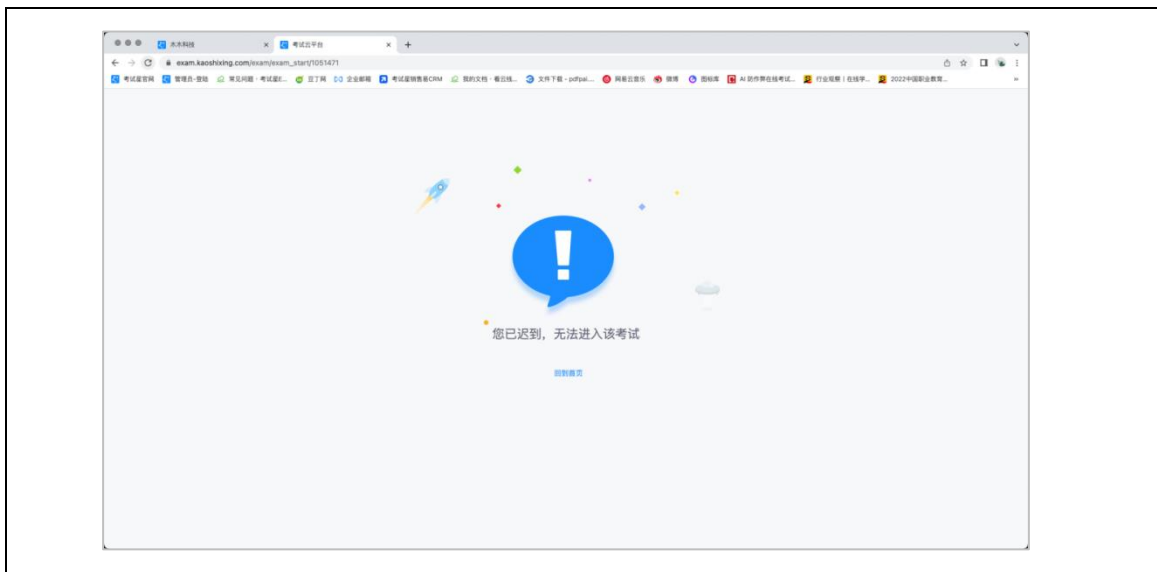 木木科技
考试云平台
exam.kaoshixing.com/exam/exam_start/1051471
考试星官网 管理员-登陆 常见问题 · 考试星E... 豆丁网 企业邮箱 考试星销售易CRM 我的文档 · 看云线... 文件下载 - pdfpai.... 网易云音乐 微博 图标库 AI 防作弊在线考试... 行业观察 | 在线学... 2022中国职业教育...
您已迟到，无法进入该考试
回到首页